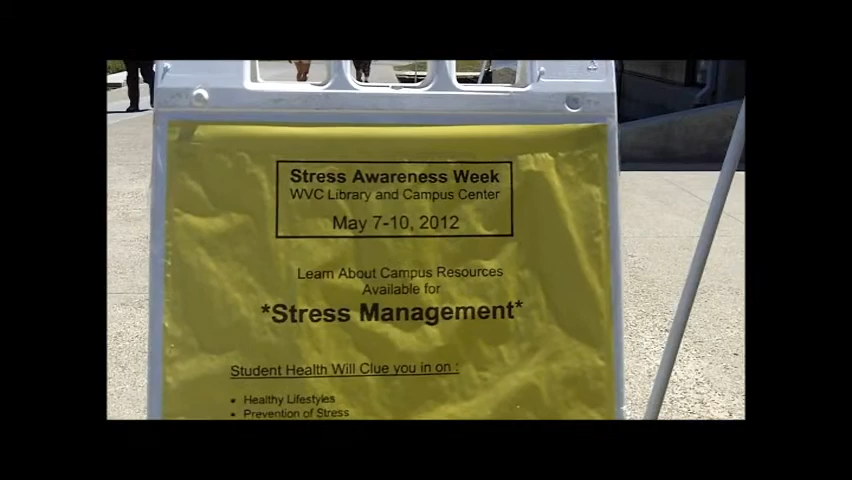 Stress Awareness Week
WVC Library and Campus Center
May 7-10, 2012
Learn About Campus Resources
Available for
*Stress Management*
Student Health Will Clue you in on :
• Healthy Lifestyles
• Prevention of Stress